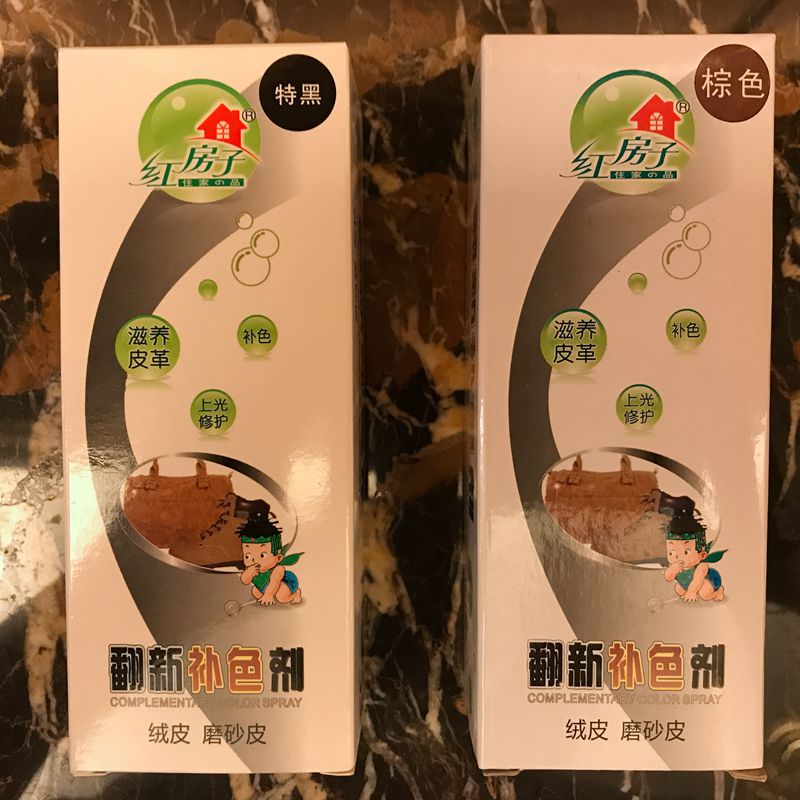 特黑
红房子®
住家の品
滋养
皮革
补色
上光
修护
翻新补色剂
COMPLEMENTARY COLOR SPRAY
绒皮 磨砂皮
棕色
红房子®
住家の品
滋养
皮革
补色
上光
修护
翻新补色剂
COMPLEMENTARY COLOR SPRAY
绒皮 磨砂皮